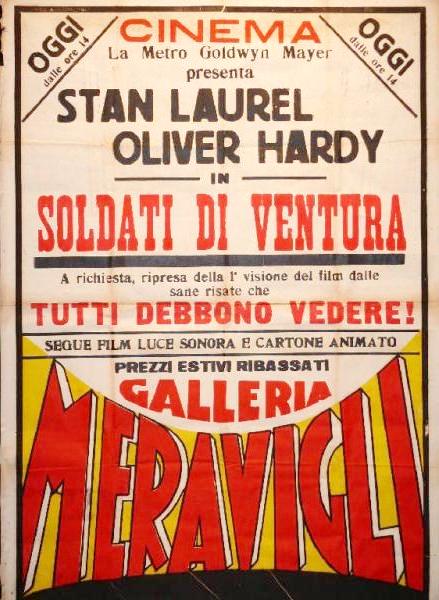 OGGI
dalle ore 14
CINEMA
OGGI
dalle ore 14
La Metro Goldwyn Mayer
presenta
STAN LAUREL
OLIVER HARDY
IN
SOLDATI DI VENTURA
A richiesta, ripresa della 1ª visione del film dalle
sane risate che
TUTTI DEBBONO VEDERE!
SEGUE FILM LUCE SONORA E CARTONE ANIMATO
PREZZI ESTIVI RIBASSATI
GALLERIA
MERAVIGLI